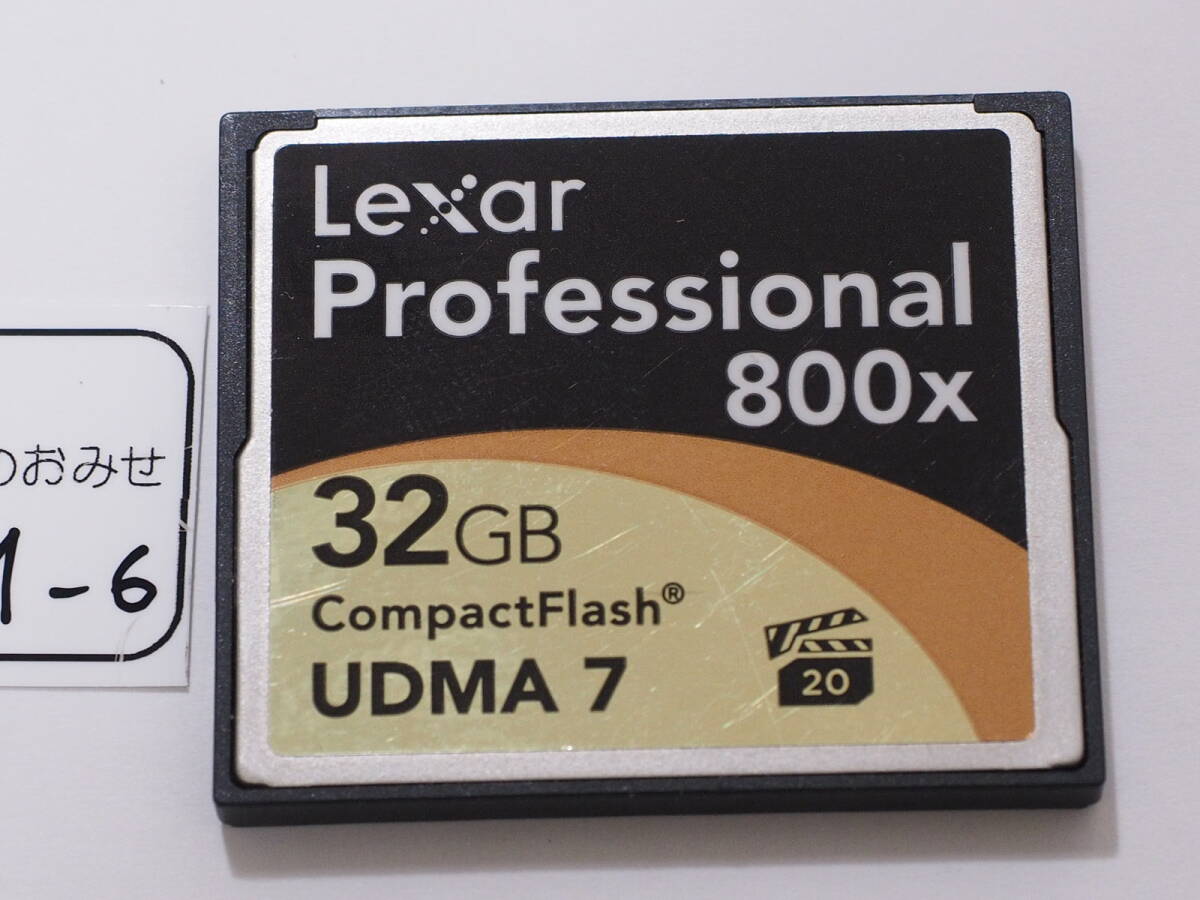 Lexar
Professional
800x
32GB
CompactFlash®
UDMA 7
20
のおみせ
1-6